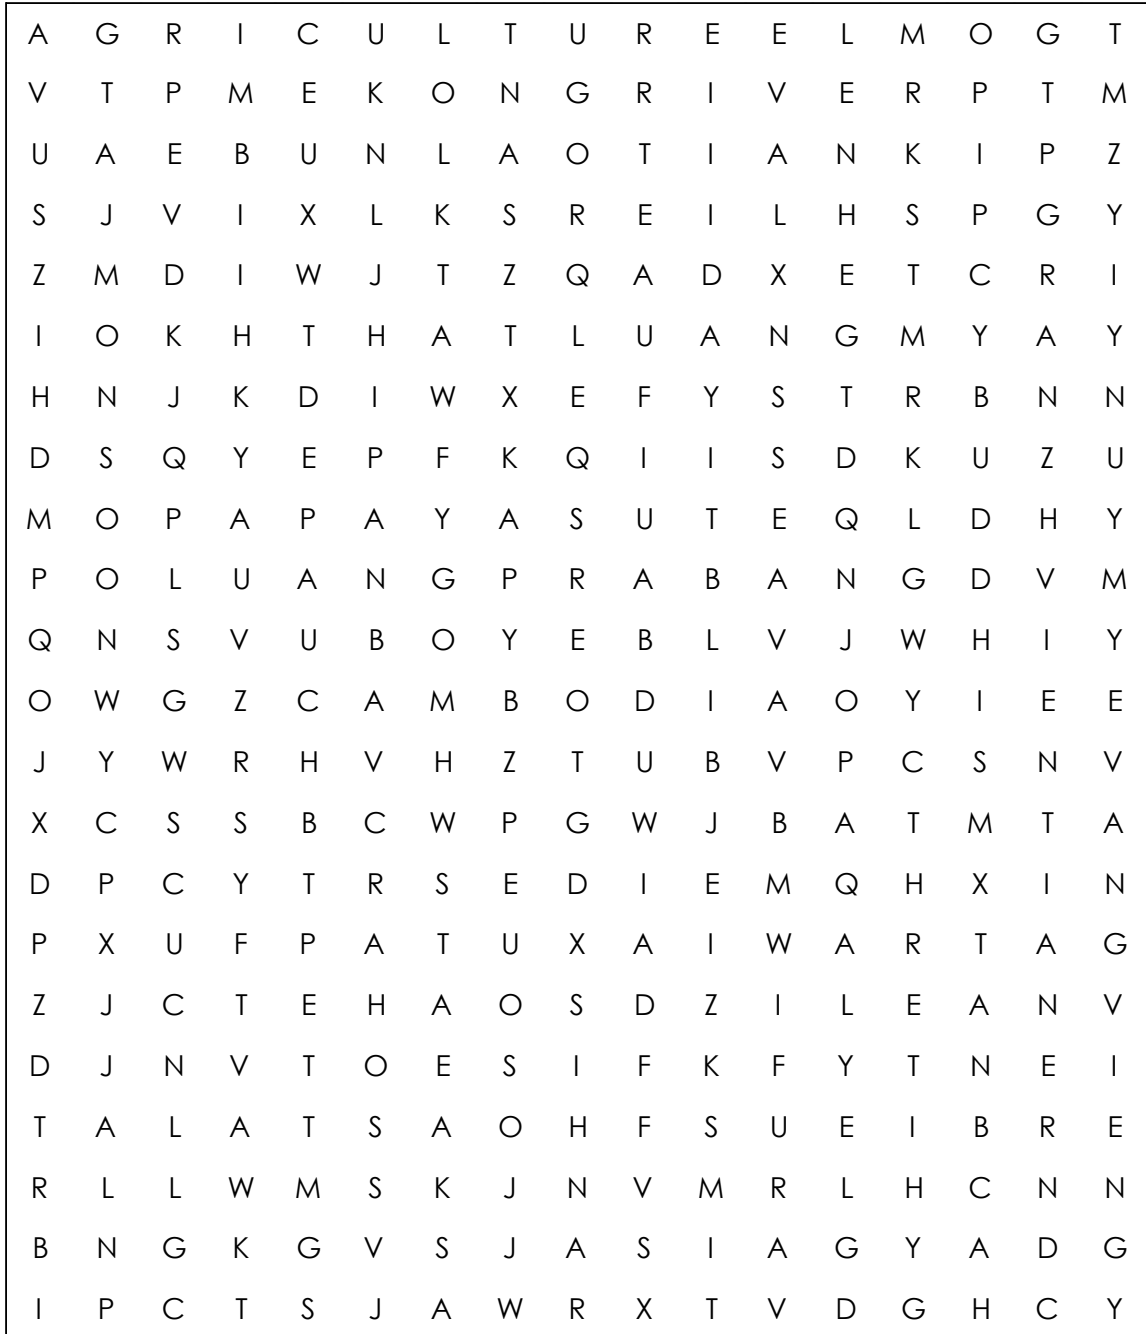 A G R I C U L T U R E E L M O G T
V T P M E K O N G R I V E R P T M
U A E B U N L A O T I A N K I P Z
S J V I X L K S R E I L H S P G Y
Z M D I W J T Z Q A D X E T C R I
I O K H T H A T L U A N G M Y A Y
H N J K D I W X E F Y S T R B N N
D S Q Y E P F K Q I I S D K U Z U
M O P A P A Y A S U T E Q L D H Y
P O L U A N G P R A B A N G D V M
Q N S V U B O Y E B L V J W H I Y
O W G Z C A M B O D I A O Y I E E
J Y W R H V H Z T U B V P C S N V
X C S S B C W P G W J B A T M T A
D P C Y T R S E D I E M Q H X I N
P X U F P A T U X A I W A R T A G
Z J C T E H A O S D Z I L E A N V
D J N V T O E S I F K F Y T N E I
T A L A T S A O H F S U E I B R E
R L L W M S K J N V M R L H C N N
B N G K G V S J A S I A G Y A D G
I P C T S J A W R X T V D G H C Y